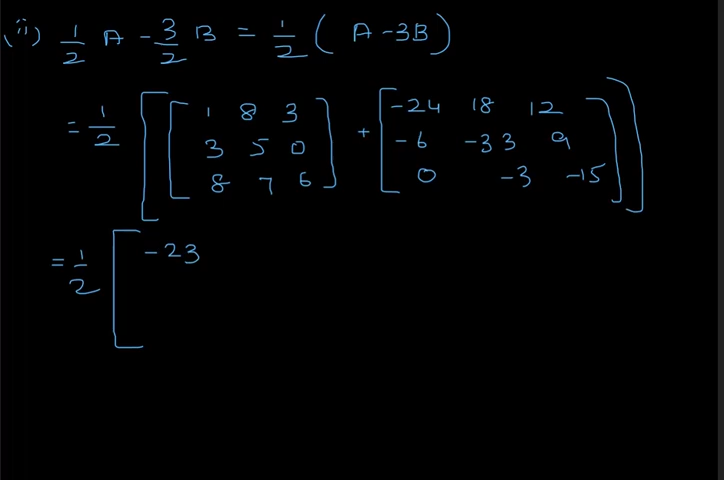 (ii) 1/2 A - 3/2 B = 1/2 ( A - 3B )
= 1/2 [ [ 1 8 3 ] + [ -24 18 12 ] ]
3 5 0 -6 -33 9
8 7 6 0 -3 -15
= 1/2 [ -23